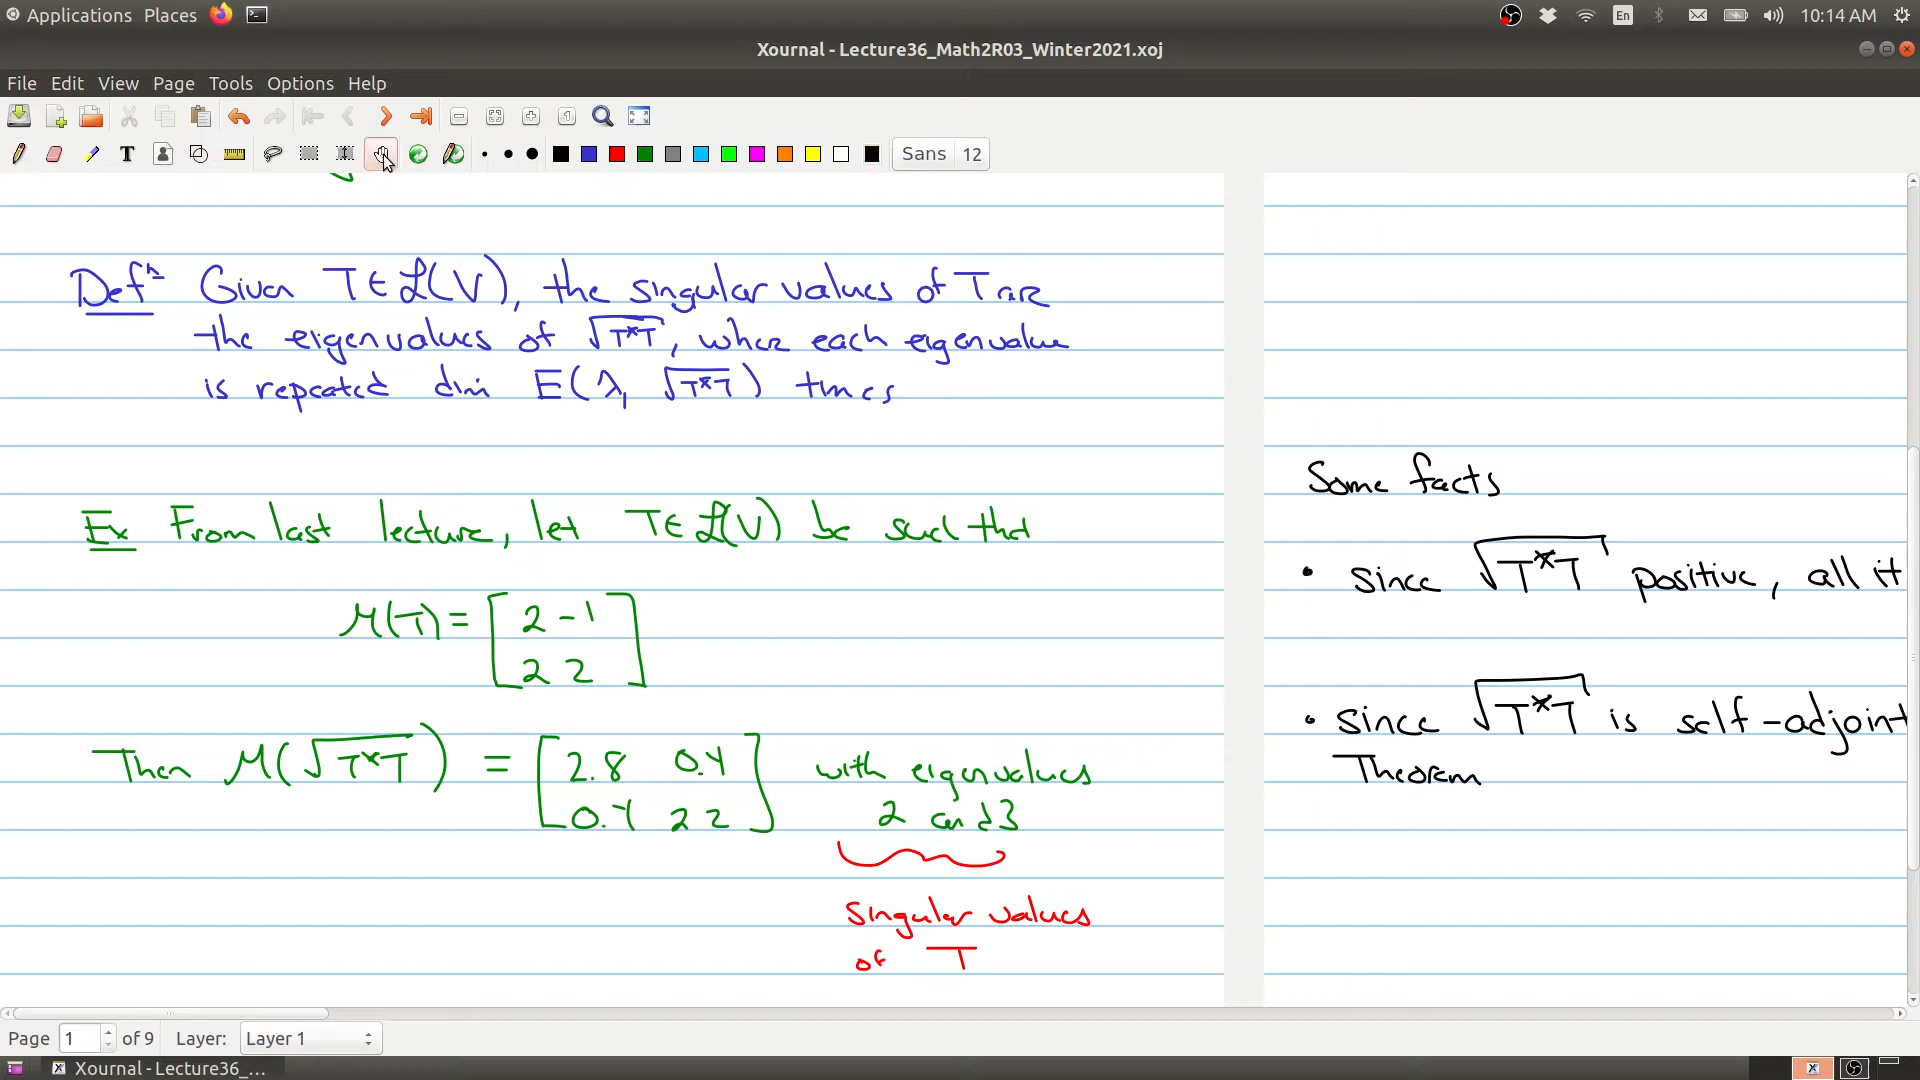 Applications Places En 10:14 AM
Xournal - Lecture36_Math2R03_Winter2021.xoj
File Edit View Page Tools Options Help
Sans 12
Defⁿ Given T∈ℒ(V), the singular values of T are
the eigenvalues of √T*T, where each eigenvalue
is repeated dim E(λ, √T*T) times
Ex From last lecture, let T∈ℒ(V) be such that
M(T) = [2 -1
2 2]
Then M(√T*T) = [2.8 0.4 with eigenvalues
0.4 2 2] 2 and 3
singular values
of T
Some facts
• since √T*T positive, all it
• since √T*T is self-adjoint
Theorem
Page 1 of 9 Layer: Layer 1
Xournal - Lecture36_...